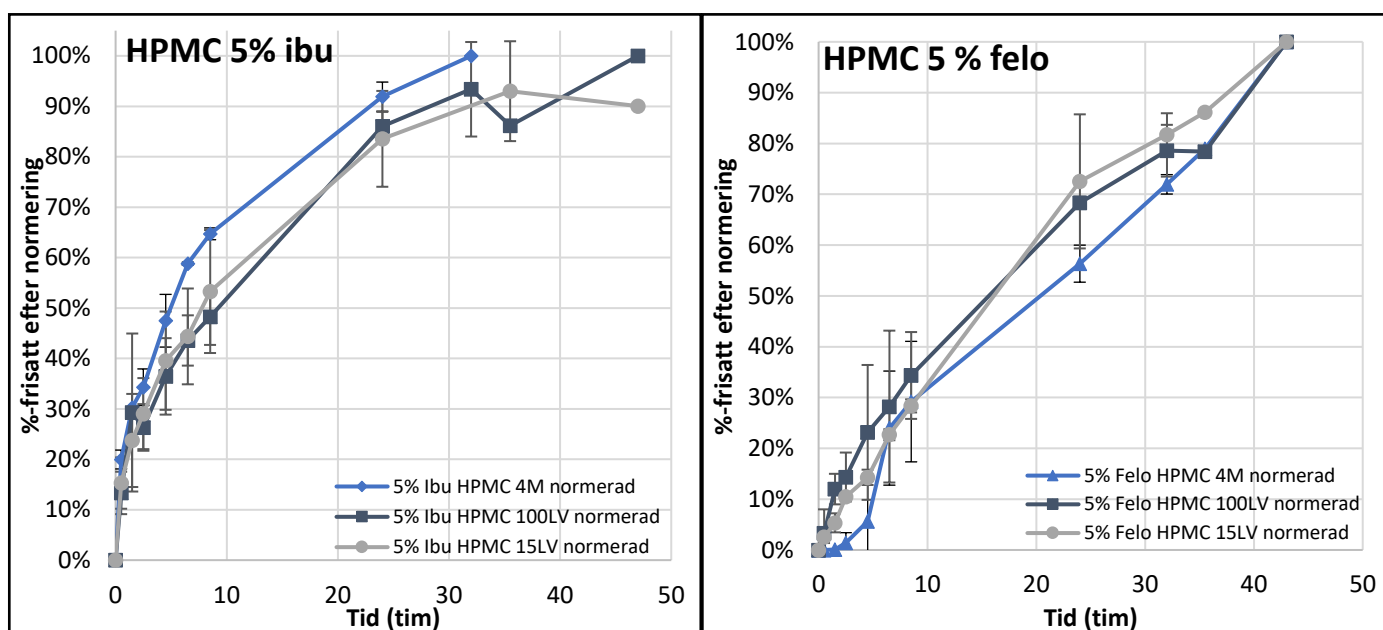 HPMC 5% ibu
%-frisatt efter normering
100%
90%
80%
70%
60%
50%
40%
30%
20%
10%
0%
5% Ibu HPMC 4M normerad
5% Ibu HPMC 100LV normerad
5% Ibu HPMC 15LV normerad
0 10 20 30 40 50
Tid (tim)
HPMC 5 % felo
%-frisatt efter normering
100%
90%
80%
70%
60%
50%
40%
30%
20%
10%
0%
5% Felo HPMC 4M normerad
5% Felo HPMC 100LV normerad
5% Felo HPMC 15LV normerad
0 10 20 30 40 50
Tid (tim)